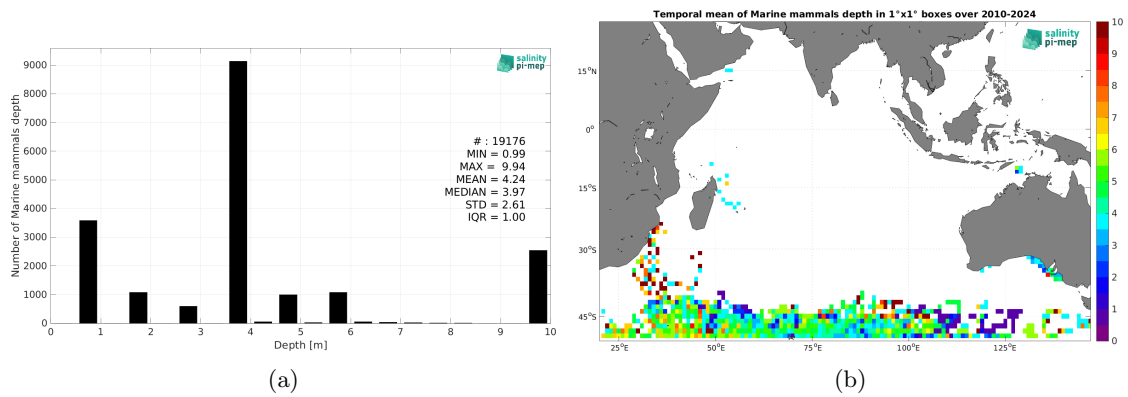 salinity
pi-mep
Number of Marine mammals depth
9000
8000
7000
6000
5000
4000
3000
2000
1000
0
# : 19176
MIN = 0.99
MAX = 9.94
MEAN = 4.24
MEDIAN = 3.97
STD = 2.61
IQR = 1.00
0 1 2 3 4 5 6 7 8 9 10
Depth [m]
(a)
Temporal mean of Marine mammals depth in 1°x1° boxes over 2010-2024
salinity
pi-mep
15°N
0°
15°S
30°S
45°S
25°E 50°E 75°E 100°E 125°E
10
9
8
7
6
5
4
3
2
1
0
(b)